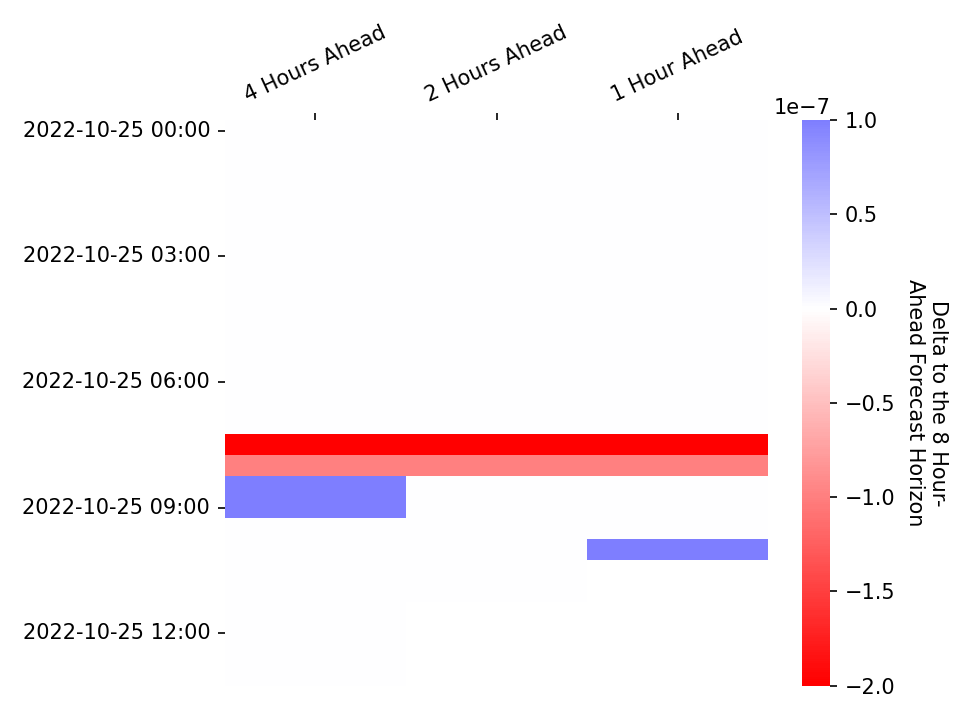 4 Hours Ahead
2 Hours Ahead
1 Hour Ahead
1e−7
2022-10-25 00:00
2022-10-25 03:00
2022-10-25 06:00
2022-10-25 09:00
2022-10-25 12:00
1.0
0.5
0.0
−0.5
−1.0
−1.5
−2.0
Delta to the 8 Hour-
Ahead Forecast Horizon